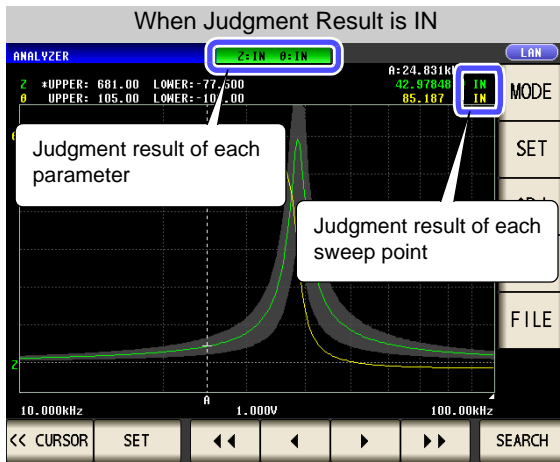 When Judgment Result is IN
ANALYZER
Z:IN θ:IN
LAN
A:24.831k
Z *UPPER: 681.00 LOWER:-77.500
42.97848 IN
θ UPPER: 105.00 LOWER:-10
.00
85.187 IN
MODE
SET
FILE
Judgment result of each
parameter
Judgment result of each
sweep point
Z
A
10.000kHz 1.000V 100.00kHz
<< CURSOR SET ◀◀ ◀ ▶ ▶▶ SEARCH